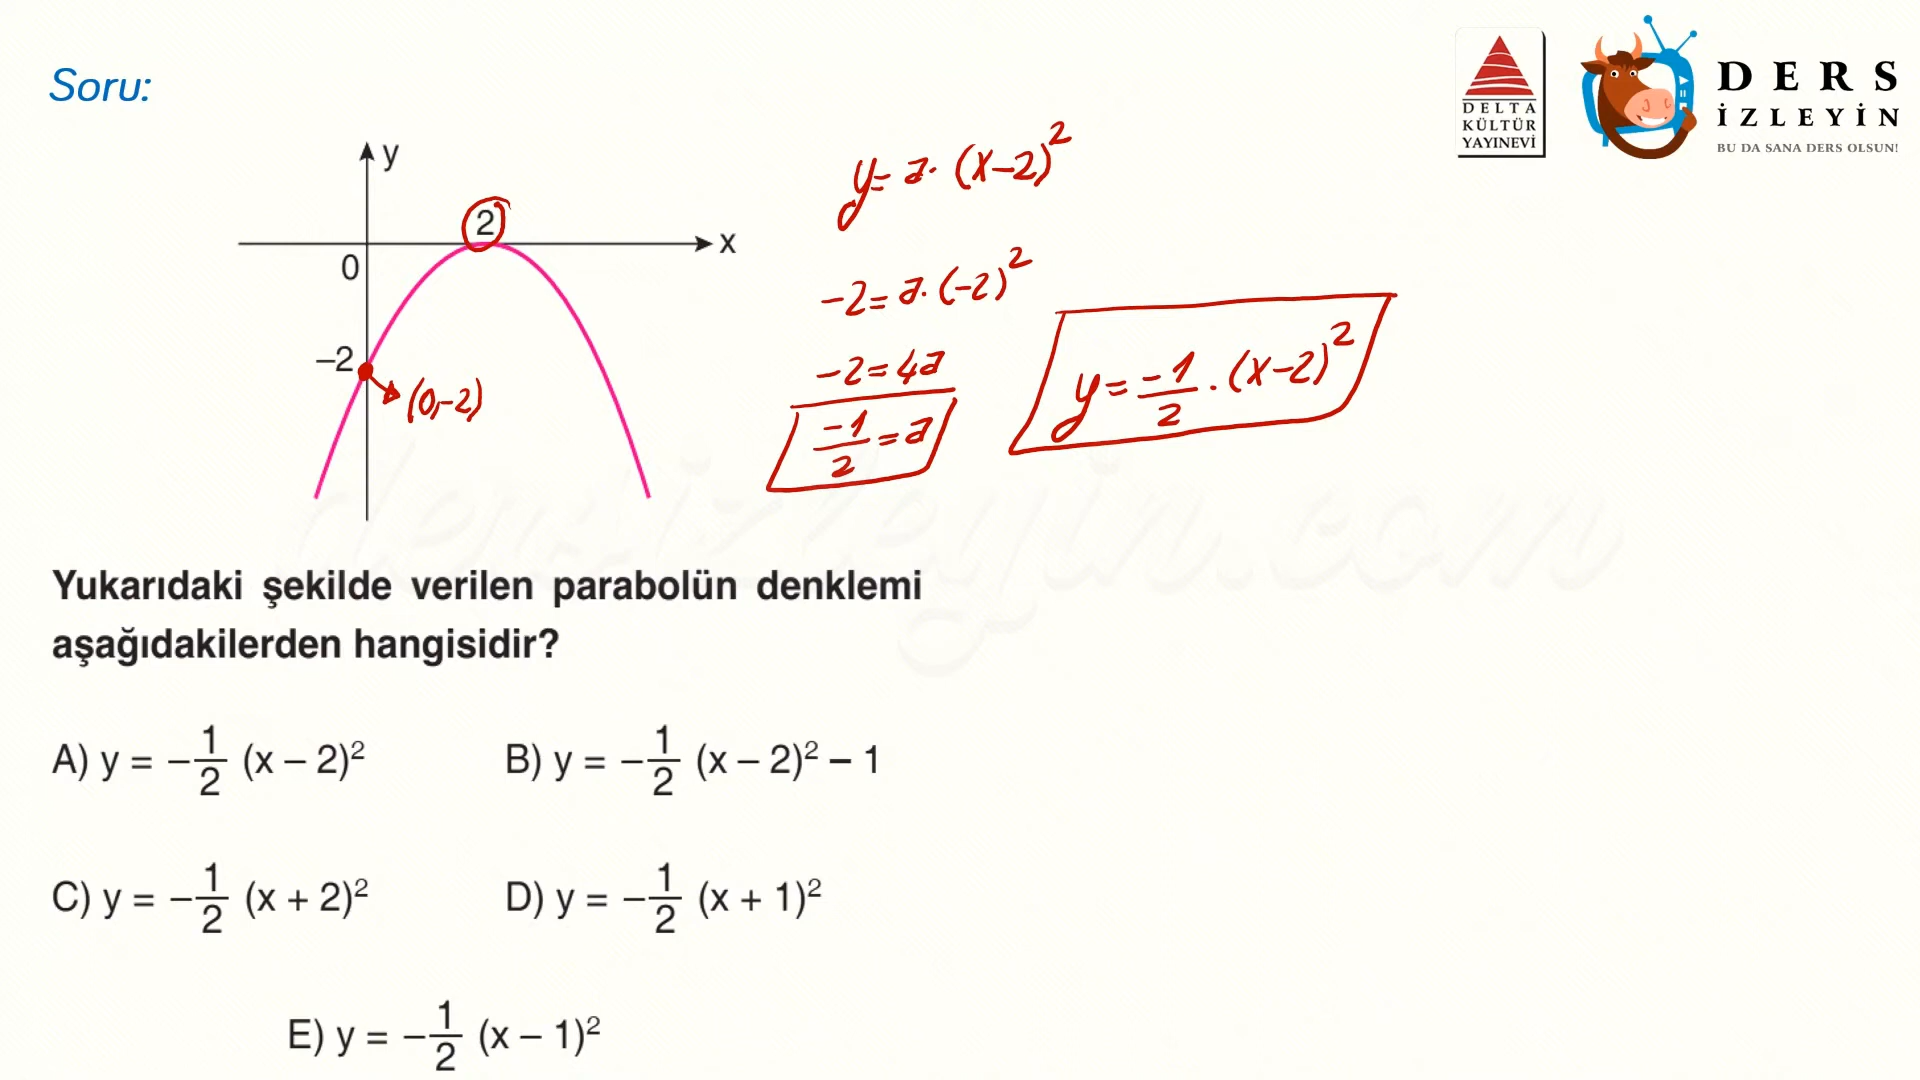 Soru:
DELTA
KÜLTÜR
YAYINEVİ
DERS
İZLEYİN
BU DA SANA DERS OLSUN!
y
2
x
0
–2
(0,-2)
y = a · (x-2)²
-2 = a · (-2)²
-2 = 4a
-1/2 = a
y = -1/2 · (x-2)²
dersizleyin.com
Yukarıdaki şekilde verilen parabolün denklemi
aşağıdakilerden hangisidir?
A) y = –1/2 (x – 2)² B) y = –1/2 (x – 2)² – 1
C) y = –1/2 (x + 2)² D) y = –1/2 (x + 1)²
E) y = –1/2 (x – 1)²